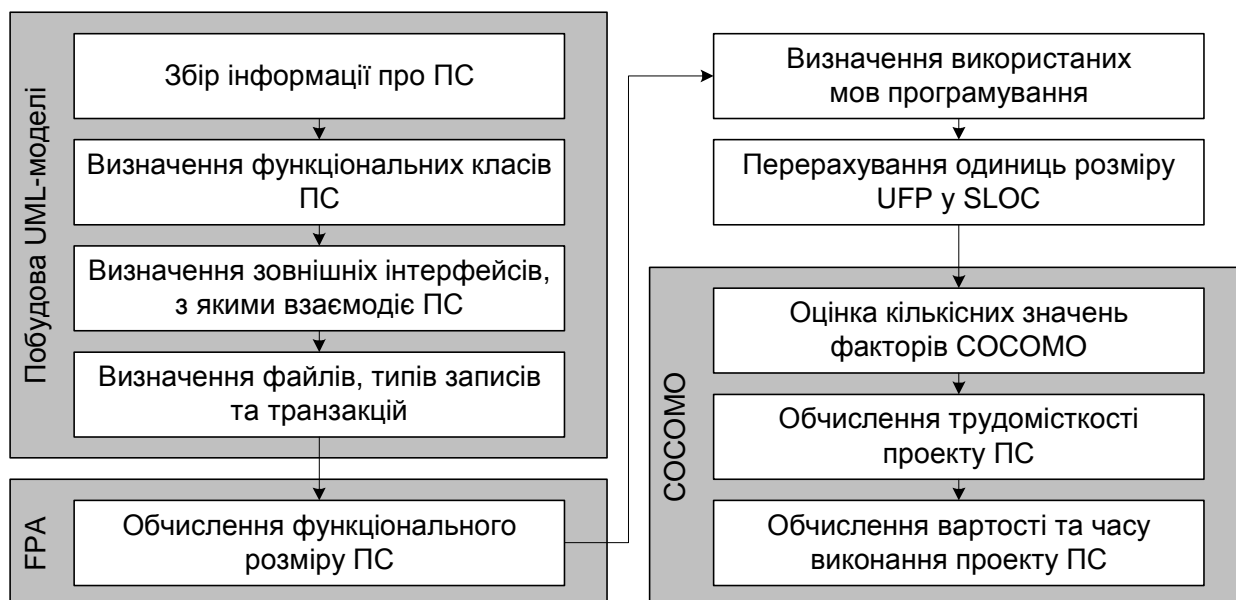 Побудова UML-моделі
Збір інформації про ПС
Визначення функціональних класів
ПС
Визначення зовнішніх інтерфейсів,
з якими взаємодіє ПС
Визначення файлів, типів записів
та транзакцій
FPA
Обчислення функціонального
розміру ПС
Визначення використаних
мов програмування
Перерахування одиниць розміру
UFP у SLOC
COCOMO
Оцінка кількісних значень
факторів COCOMO
Обчислення трудомісткості
проекту ПС
Обчислення вартості та часу
виконання проекту ПС